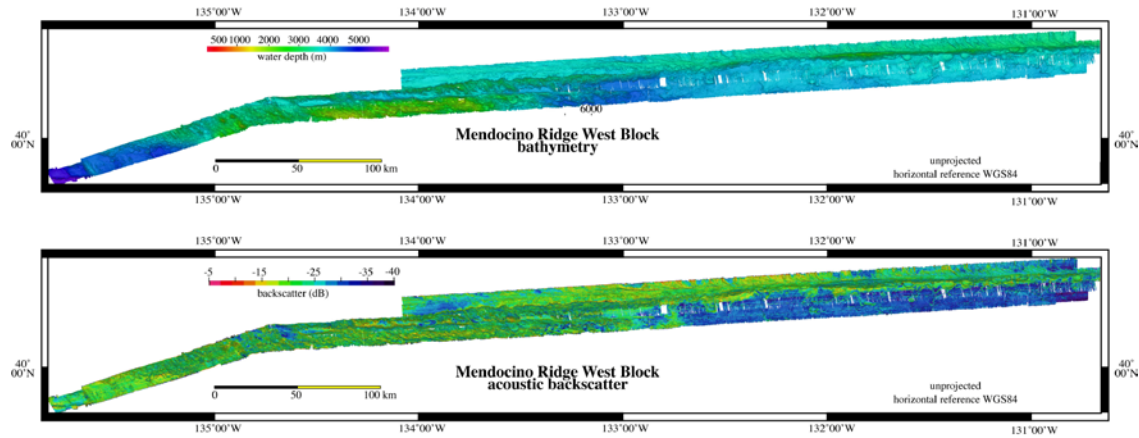 135°00'W 134°00'W 133°00'W 132°00'W 131°00'W
500 1000 2000 3000 4000 5000
water depth (m)
6000
Mendocino Ridge West Block
bathymetry
40°
00'N
40°
00'N
0 50 100 km
unprojected
horizontal reference WGS84
135°00'W 134°00'W 133°00'W 132°00'W 131°00'W
135°00'W 134°00'W 133°00'W 132°00'W 131°00'W
-5 -15 -25 -35 -40
backscatter (dB)
Mendocino Ridge West Block
acoustic backscatter
40°
00'N
40°
00'N
0 50 100 km
unprojected
horizontal reference WGS84
135°00'W 134°00'W 133°00'W 132°00'W 131°00'W